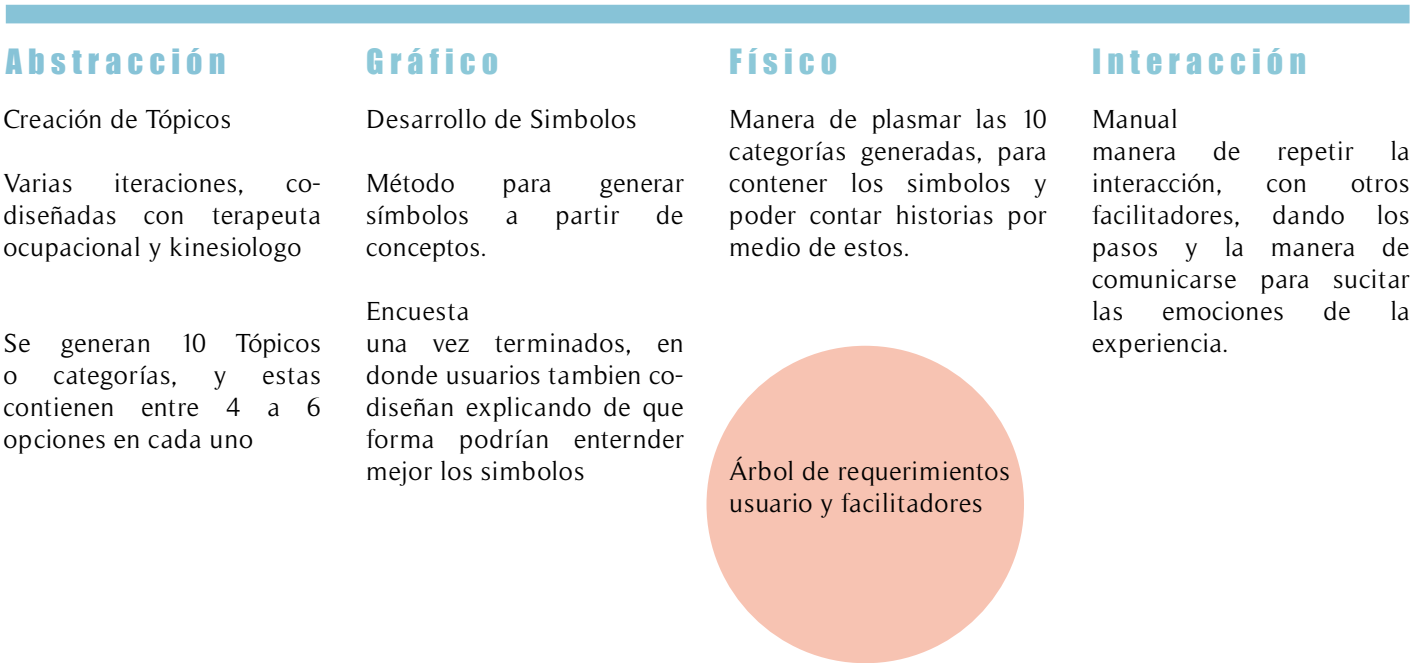 Abstracción
Creación de Tópicos
Varias iteraciones, co-
diseñadas con terapeuta
ocupacional y kinesiologo
Se generan 10 Tópicos
o categorías, y estas
contienen entre 4 a 6
opciones en cada uno
Gráfico
Desarrollo de Simbolos
Método para generar
símbolos a partir de
conceptos.
Encuesta
una vez terminados, en
donde usuarios tambien co-
diseñan explicando de que
forma podrían enternder
mejor los simbolos
Físico
Manera de plasmar las 10
categorías generadas, para
contener los simbolos y
poder contar historias por
medio de estos.
Árbol de requerimientos
usuario y facilitadores
Interacción
Manual
manera de repetir la
interacción, con otros
facilitadores, dando los
pasos y la manera de
comunicarse para sucitar
las emociones de la
experiencia.